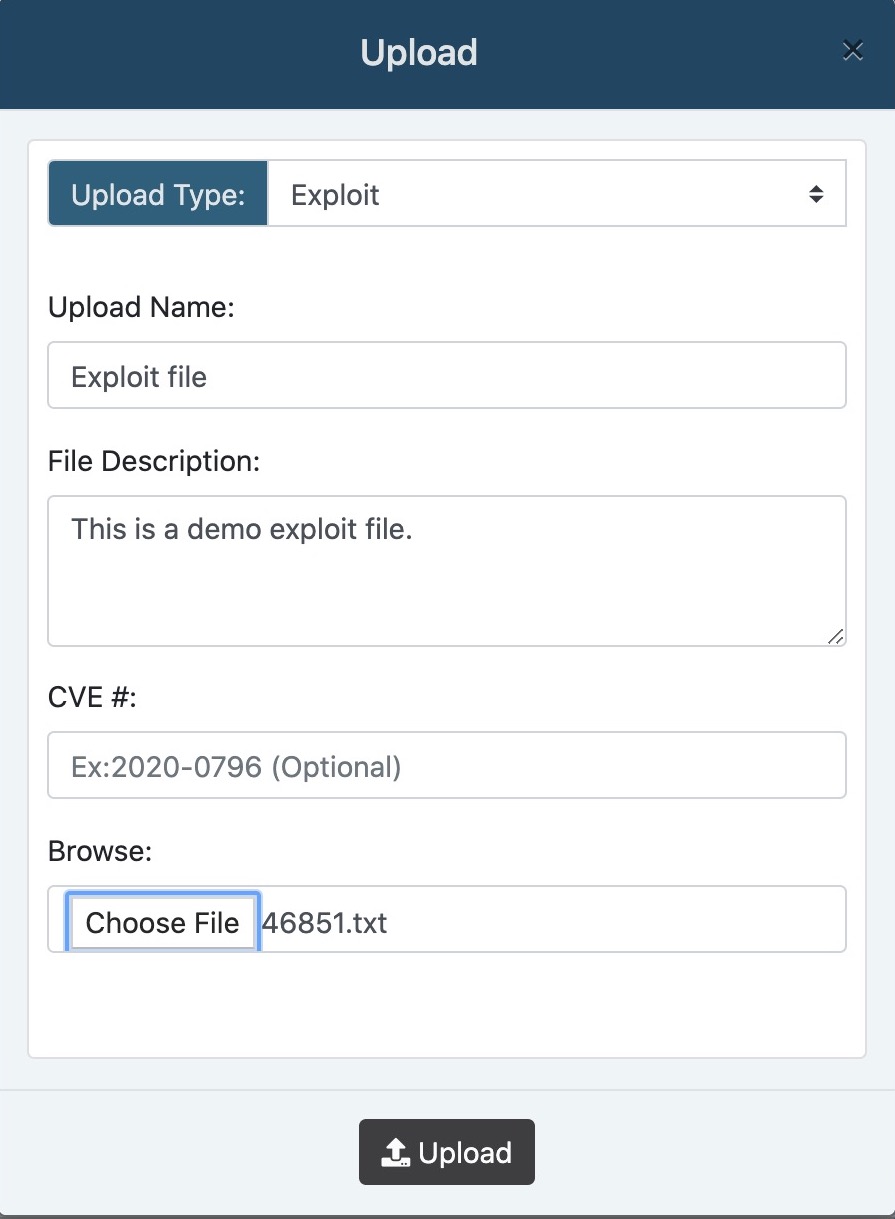 Upload
Upload Type: Exploit
Upload Name:
Exploit file
File Description:
This is a demo exploit file.
CVE #:
Ex:2020-0796 (Optional)
Browse:
Choose File 46851.txt
Upload